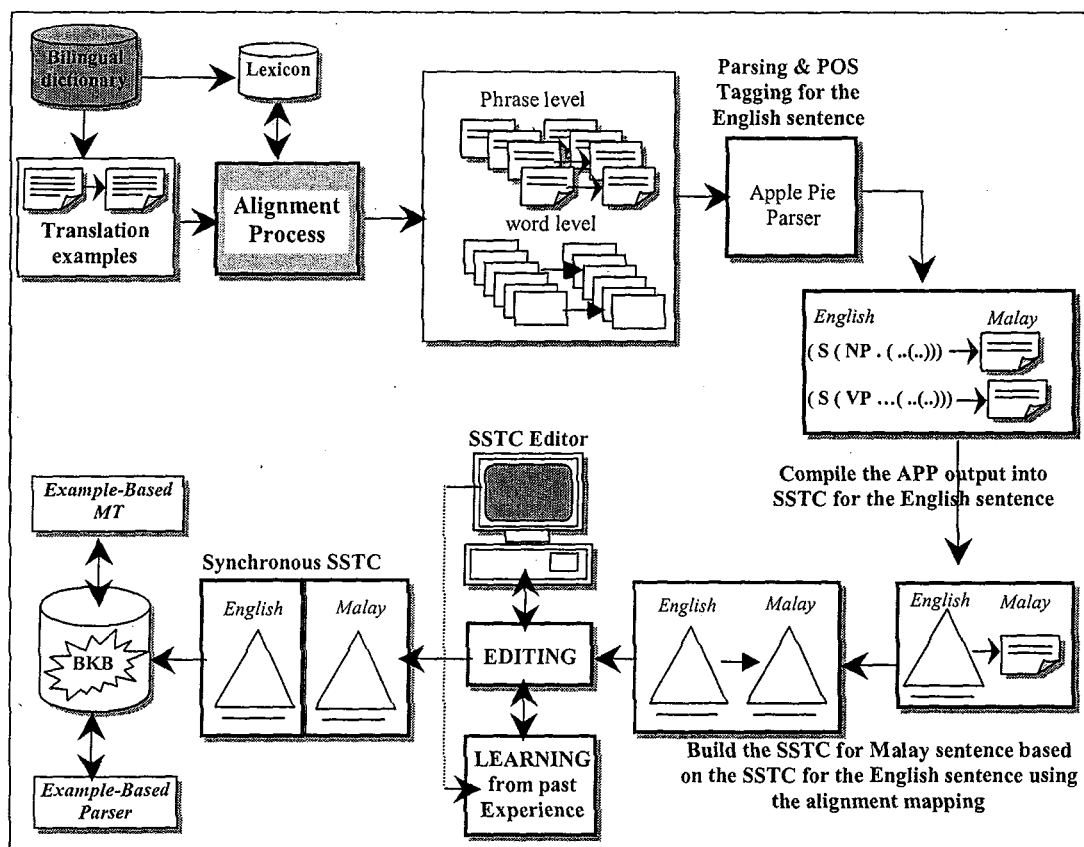 Bilingual
dictionary
Lexicon
Translation
examples
Alignment
Process
Phrase level
word level
Parsing & POS
Tagging for the
English sentence
Apple Pie
Parser
English Malay
( S ( NP . ( ..(..)))
( S ( VP ...( ..(..)))
Compile the APP output into
SSTC for the English sentence
English Malay
Build the SSTC for Malay sentence based
on the SSTC for the English sentence using
the alignment mapping
English Malay
SSTC Editor
EDITING
LEARNING
from past
Experience
Synchronous SSTC
English Malay
Example-Based
MT
BKB
Example-Based
Parser